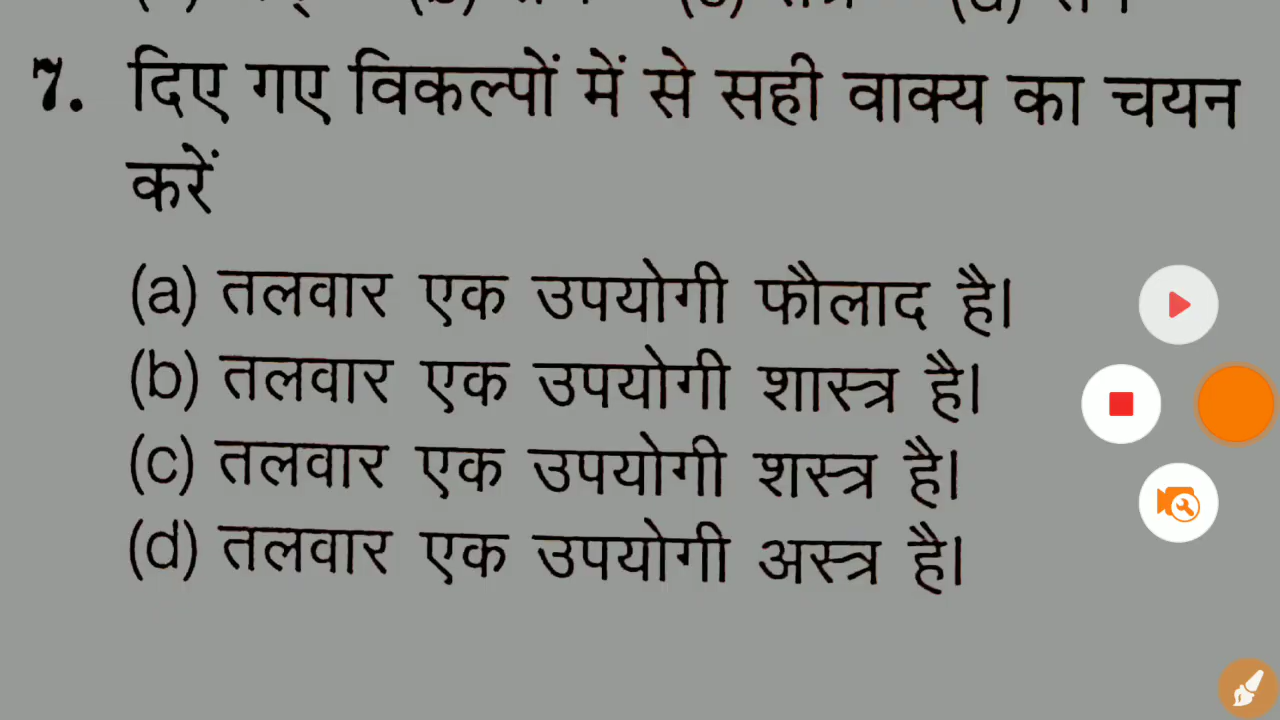 7. दिए गए विकल्पों में से सही वाक्य का चयन
करें
(a) तलवार एक उपयोगी फौलाद है।
(b) तलवार एक उपयोगी शास्त्र है।
(c) तलवार एक उपयोगी शस्त्र है।
(d) तलवार एक उपयोगी अस्त्र है।